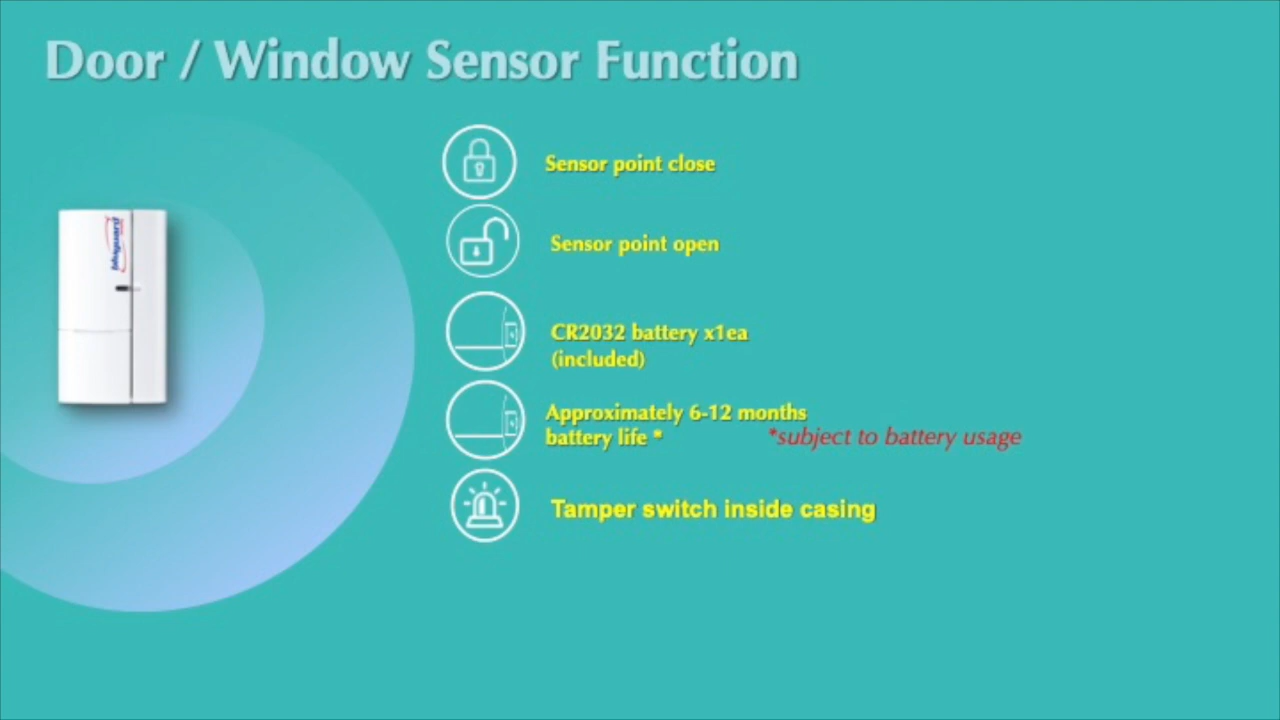 Door / Window Sensor Function
bluguard
Sensor point close
Sensor point open
CR2032 battery x1ea
(included)
Approximately 6-12 months
battery life *
*subject to battery usage
Tamper switch inside casing